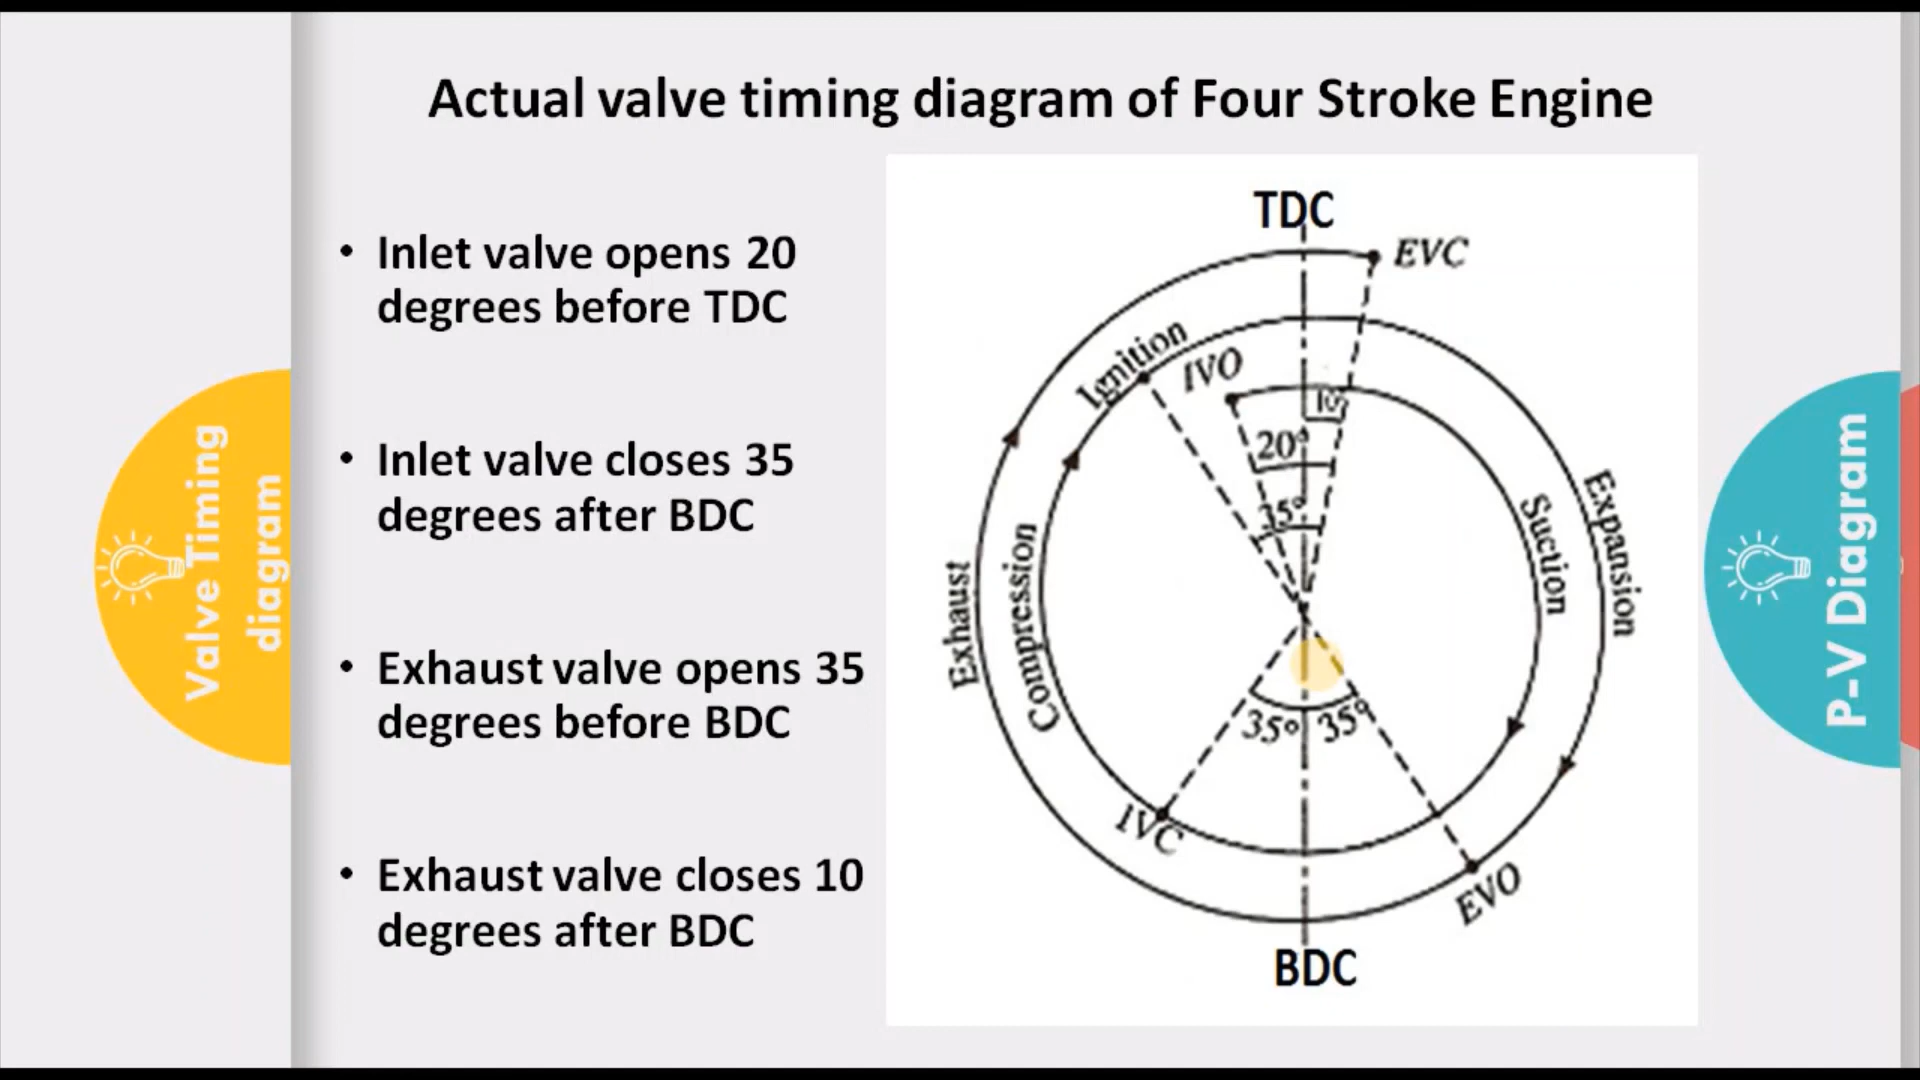 Actual valve timing diagram of Four Stroke Engine
• Inlet valve opens 20
degrees before TDC
• Inlet valve closes 35
degrees after BDC
• Exhaust valve opens 35
degrees before BDC
• Exhaust valve closes 10
degrees after BDC
Valve Timing
diagram
TDC
EVC
Ignition
IVO
20°
35°
Exhaust
Compression
Suction
Expansion
35° 35°
IVC
EVO
BDC
P-V Diagram